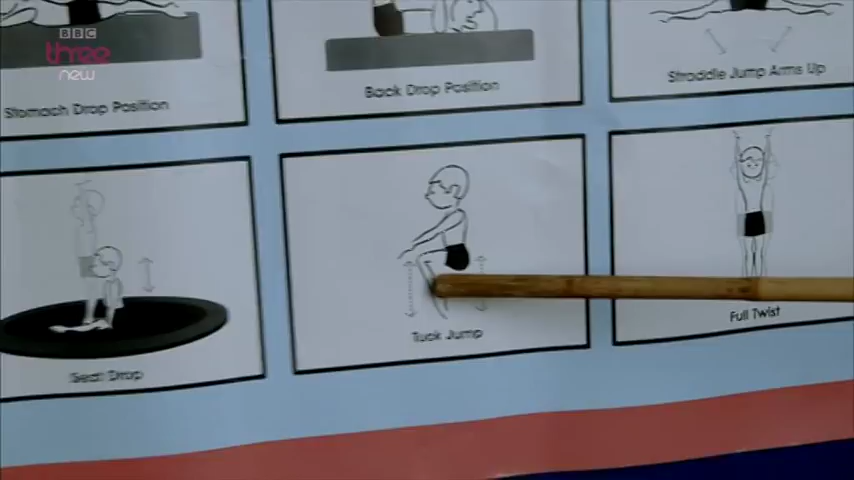 BBC
three
new
Stomach Drop Position
Back Drop Position
Straddle Jump Arms Up
Seat Drop
Tuck Jump
Full Twist